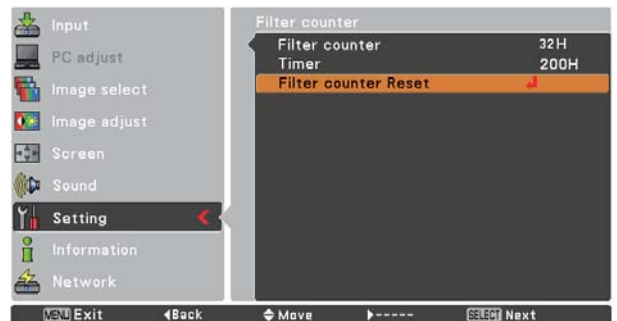 Input
PC adjust
Image select
Image adjust
Screen
Sound
Setting
Information
Network
Filter counter
Filter counter 32H
Timer 200H
Filter counter Reset
MENU Exit Back Move ----- SELECT Next